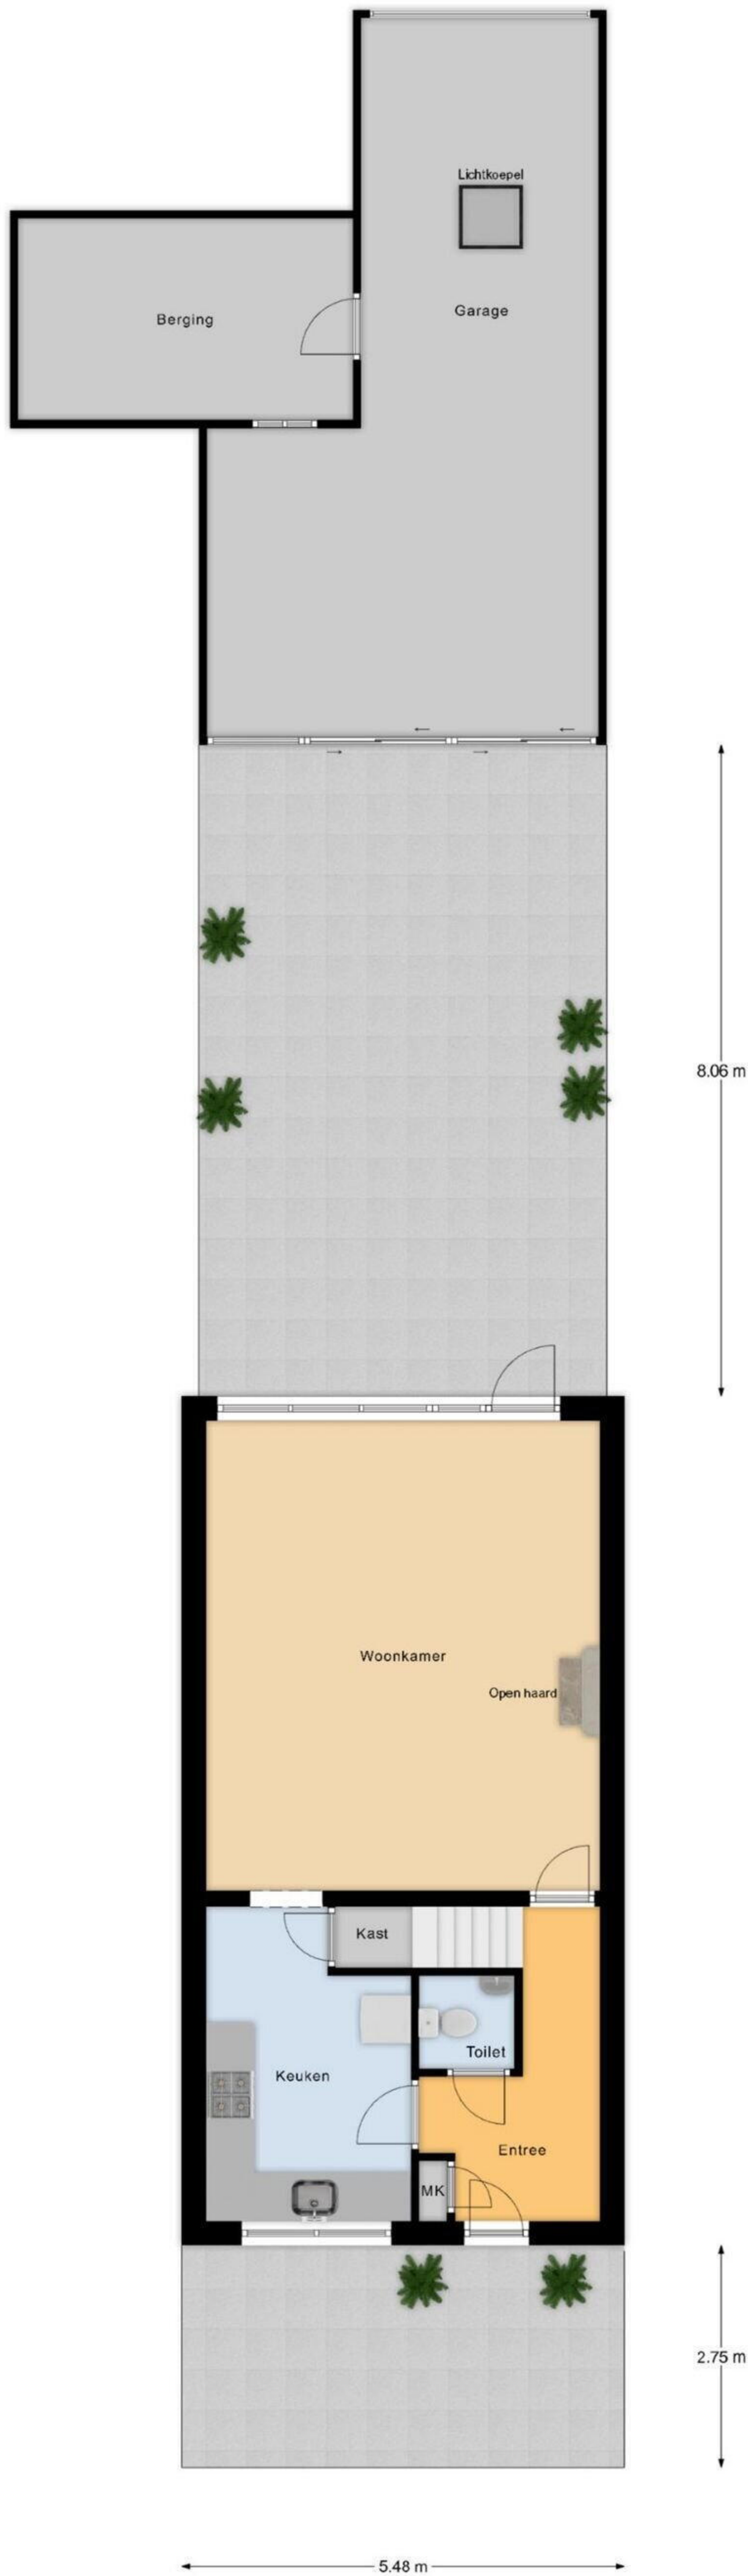 Lichtkoepel
Garage
Berging
8.06 m
Woonkamer
Open haard
Kast
Toilet
Keuken
Entree
MK
2.75 m
5.48 m